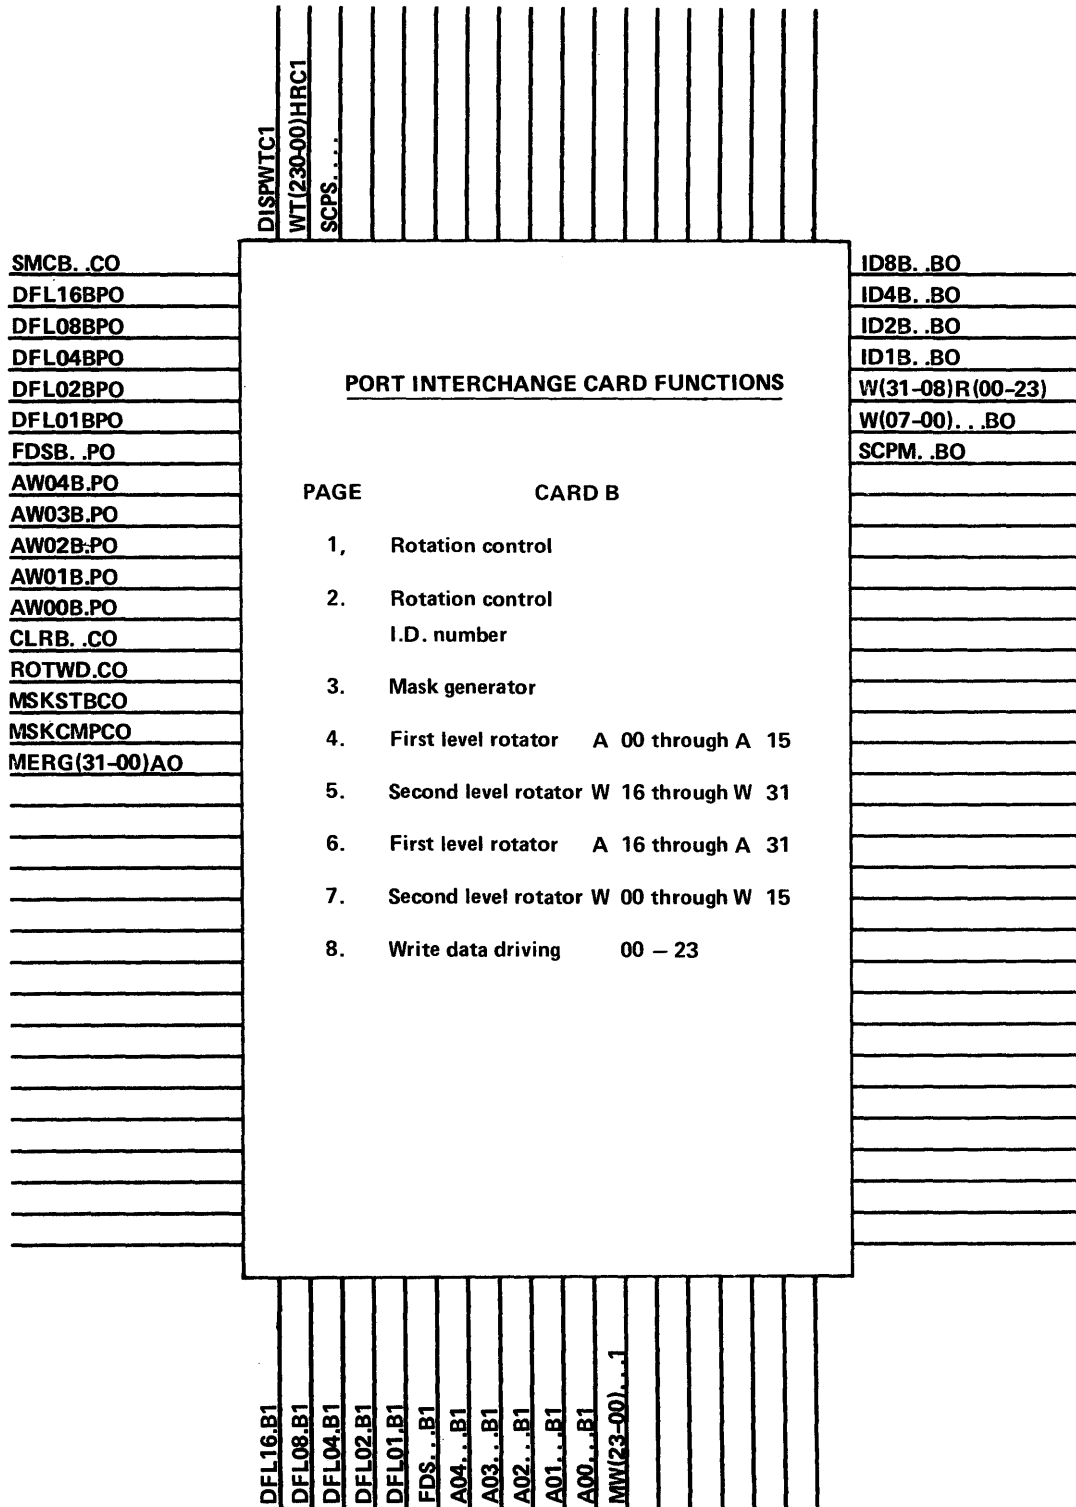 DISPWTC1
WT(230-00)HRC1
SCPS....
SMCB..CO
DFL16BPO
DFL08BPO
DFL04BPO
DFL02BPO
DFL01BPO
FDSB..PO
AW04B.PO
AW03B.PO
AW02B.PO
AW01B.PO
AW00B.PO
CLRB..CO
ROTWD.CO
MSKSTBCO
MSKCMPCO
MERG(31-00)AO
PORT INTERCHANGE CARD FUNCTIONS
PAGE CARD B
1, Rotation control
2. Rotation control
I.D. number
3. Mask generator
4. First level rotator A 00 through A 15
5. Second level rotator W 16 through W 31
6. First level rotator A 16 through A 31
7. Second level rotator W 00 through W 15
8. Write data driving 00 – 23
ID8B..BO
ID4B..BO
ID2B..BO
ID1B..BO
W(31-08)R(00-23)
W(07-00)...BO
SCPM..BO
DFL16.B1
DFL08.B1
DFL04.B1
DFL02.B1
DFL01.B1
FDS...B1
A04...B1
A03...B1
A02...B1
A01...B1
A00...B1
MW(23-00)...1